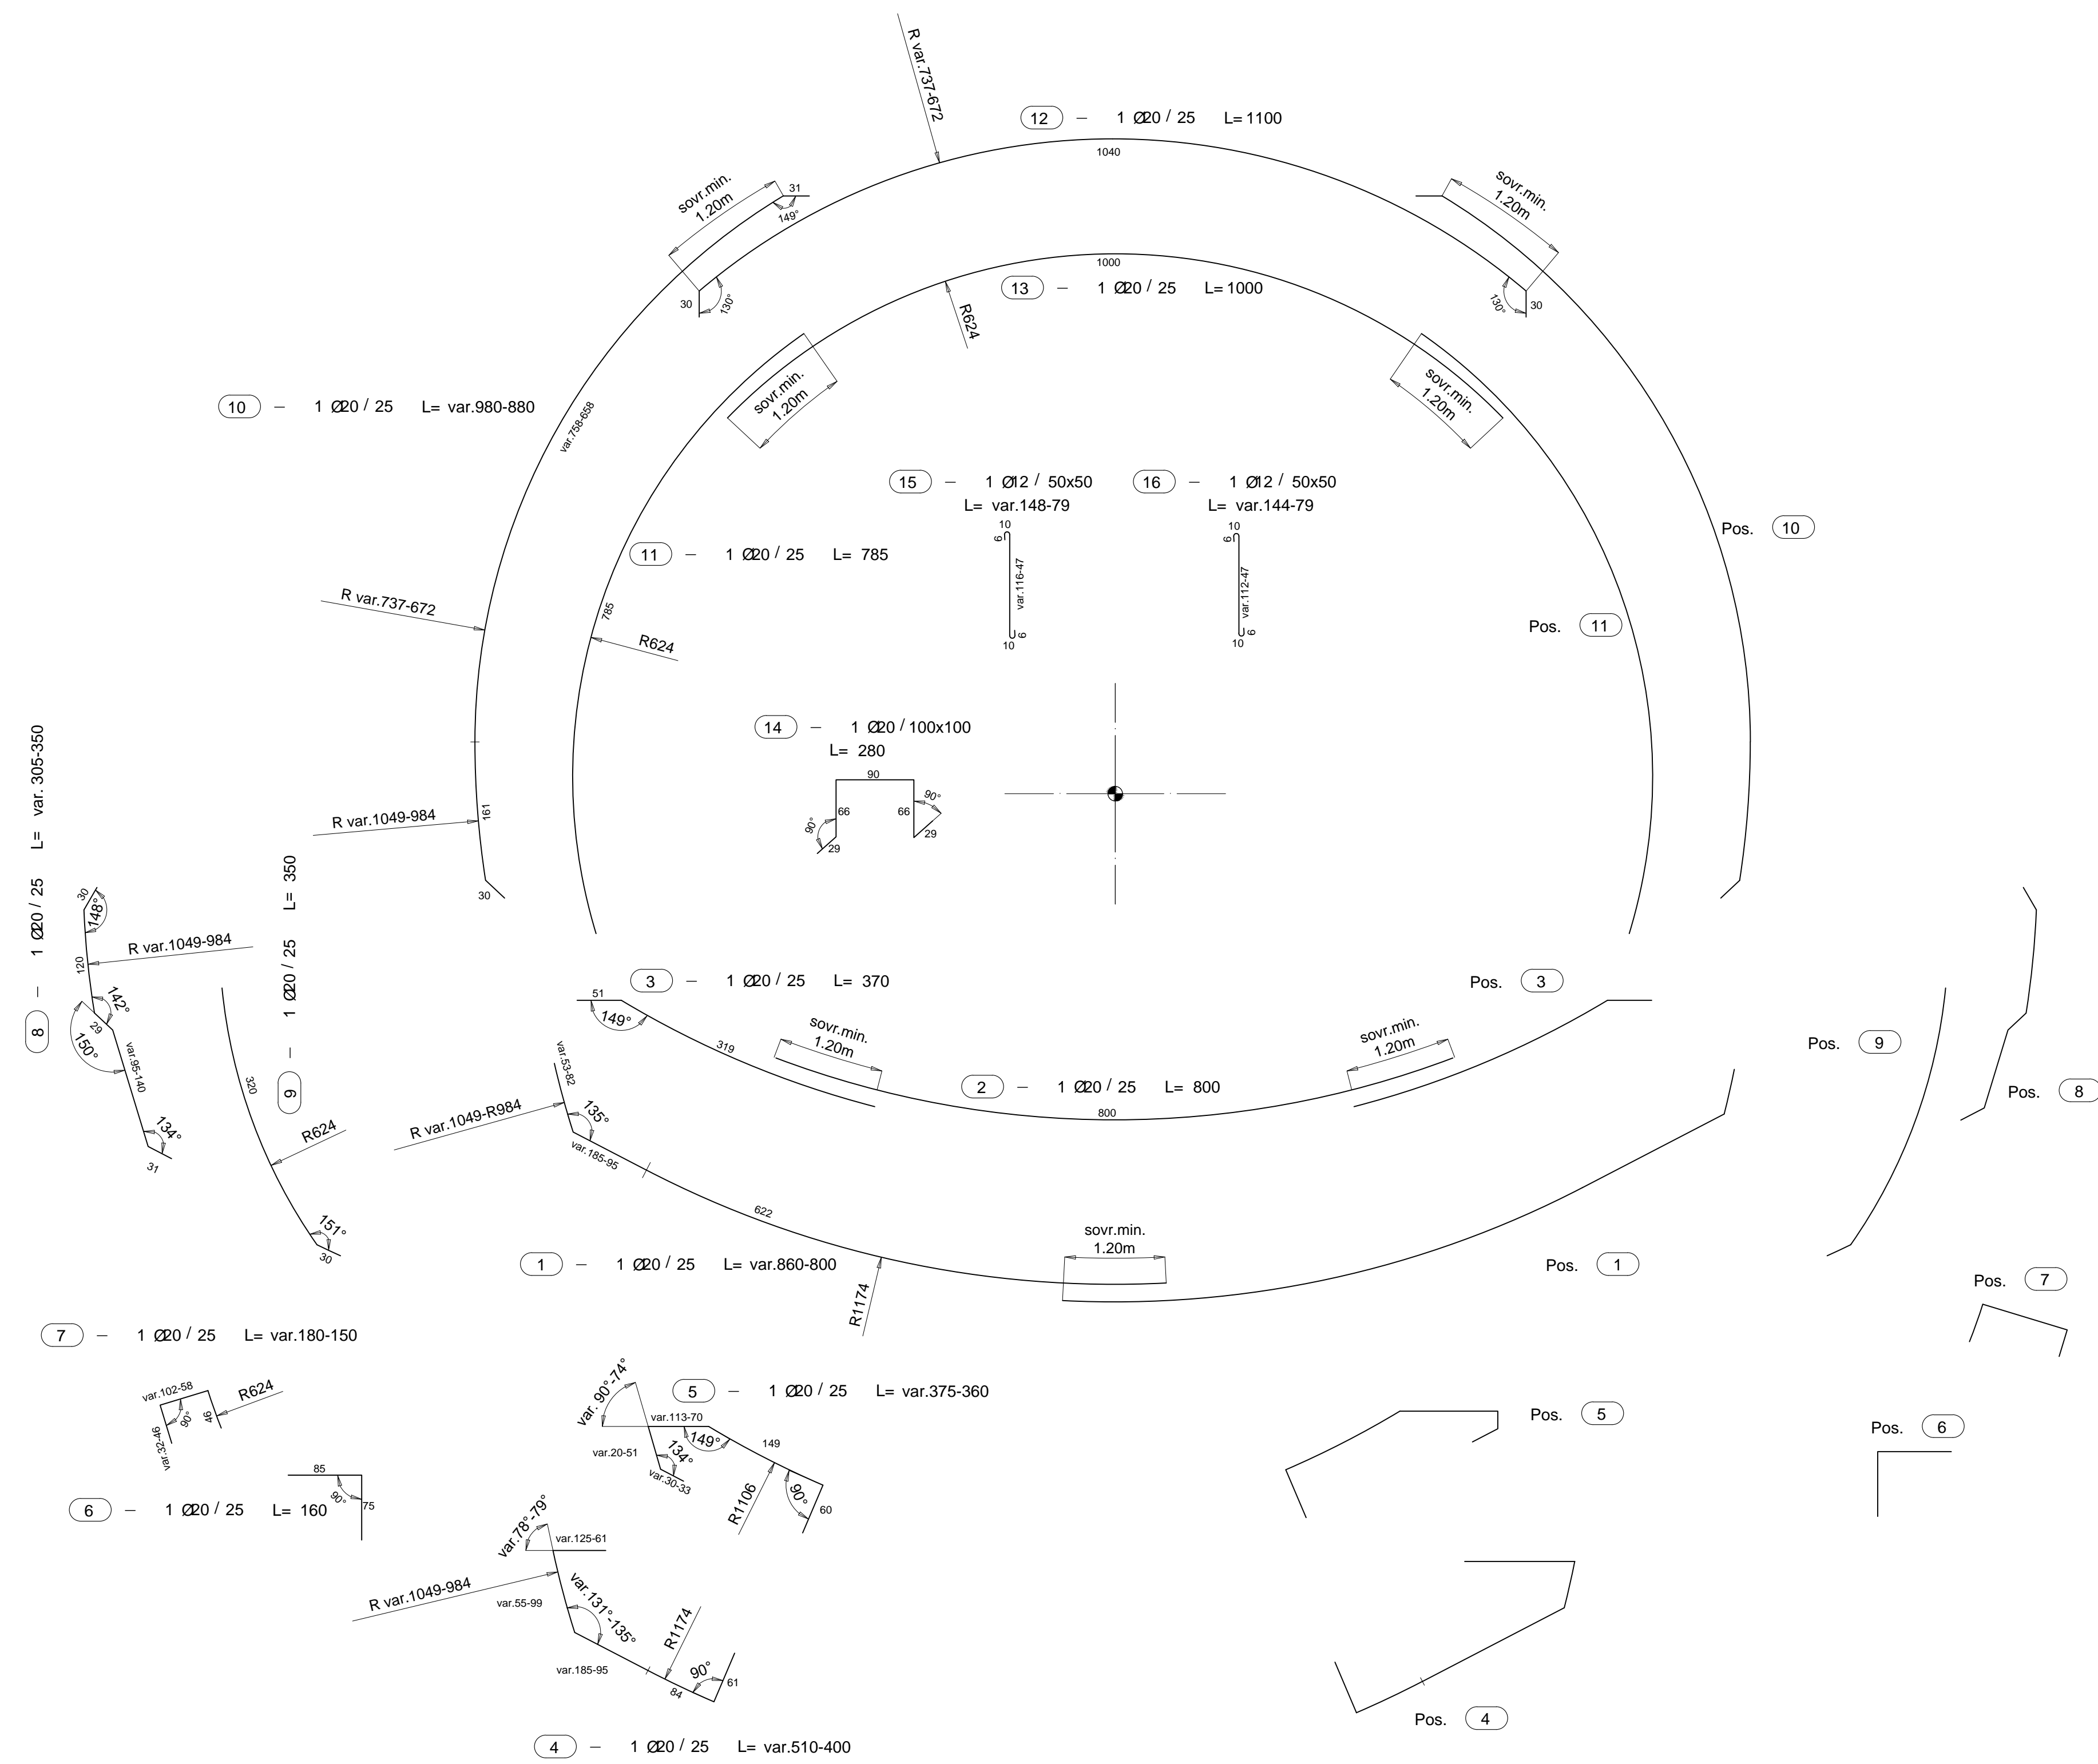 R var.737-672
12 – 1 Ø20 / 25 L= 1100
1040
sovr.min.
1.20m
31
149°
sovr.min.
1.20m
30
130°
130°
30
1000
13 – 1 Ø20 / 25 L= 1000
R624
sovr.min.
1.20m
sovr.min.
1.20m
10 – 1 Ø20 / 25 L= var.980-880
var.758-658
15 – 1 Ø12 / 50x50
L= var.148-79
10
6
var.116-47
6
10
16 – 1 Ø12 / 50x50
L= var.144-79
10
6
var.112-47
6
10
Pos. 10
11 – 1 Ø20 / 25 L= 785
785
R624
R var.737-672
Pos. 11
14 – 1 Ø20 / 100x100
L= 280
90
66
66
90°
90°
29
29
R var.1049-984
161
30
8 – 1 Ø20 / 25 L= var. 305-350
30
148°
R var.1049-984
120
142°
29
150°
var.95-140
134°
31
9 – 1 Ø20 / 25 L= 350
320
R624
151°
30
3 – 1 Ø20 / 25 L= 370
51
149°
319
sovr.min.
1.20m
Pos. 3
sovr.min.
1.20m
2 – 1 Ø20 / 25 L= 800
800
Pos. 9
Pos. 8
var.53-82
R var.1049-R984
135°
var.185-95
622
sovr.min.
1.20m
1 – 1 Ø20 / 25 L= var.860-800
R1174
Pos. 1
Pos. 7
7 – 1 Ø20 / 25 L= var.180-150
var.102-58
R624
90°
46
var.32-46
85
90°
75
6 – 1 Ø20 / 25 L= 160
5 – 1 Ø20 / 25 L= var.375-360
var. 90°-74°
var.113-70
149°
149
var.20-51
134°
var.30-33
R1106
90°
60
Pos. 5
Pos. 6
var.78°-79°
var.125-61
R var.1049-984
var.55-99
var.131°-135°
R1174
var.185-95
90°
84
61
4 – 1 Ø20 / 25 L= var.510-400
Pos. 4